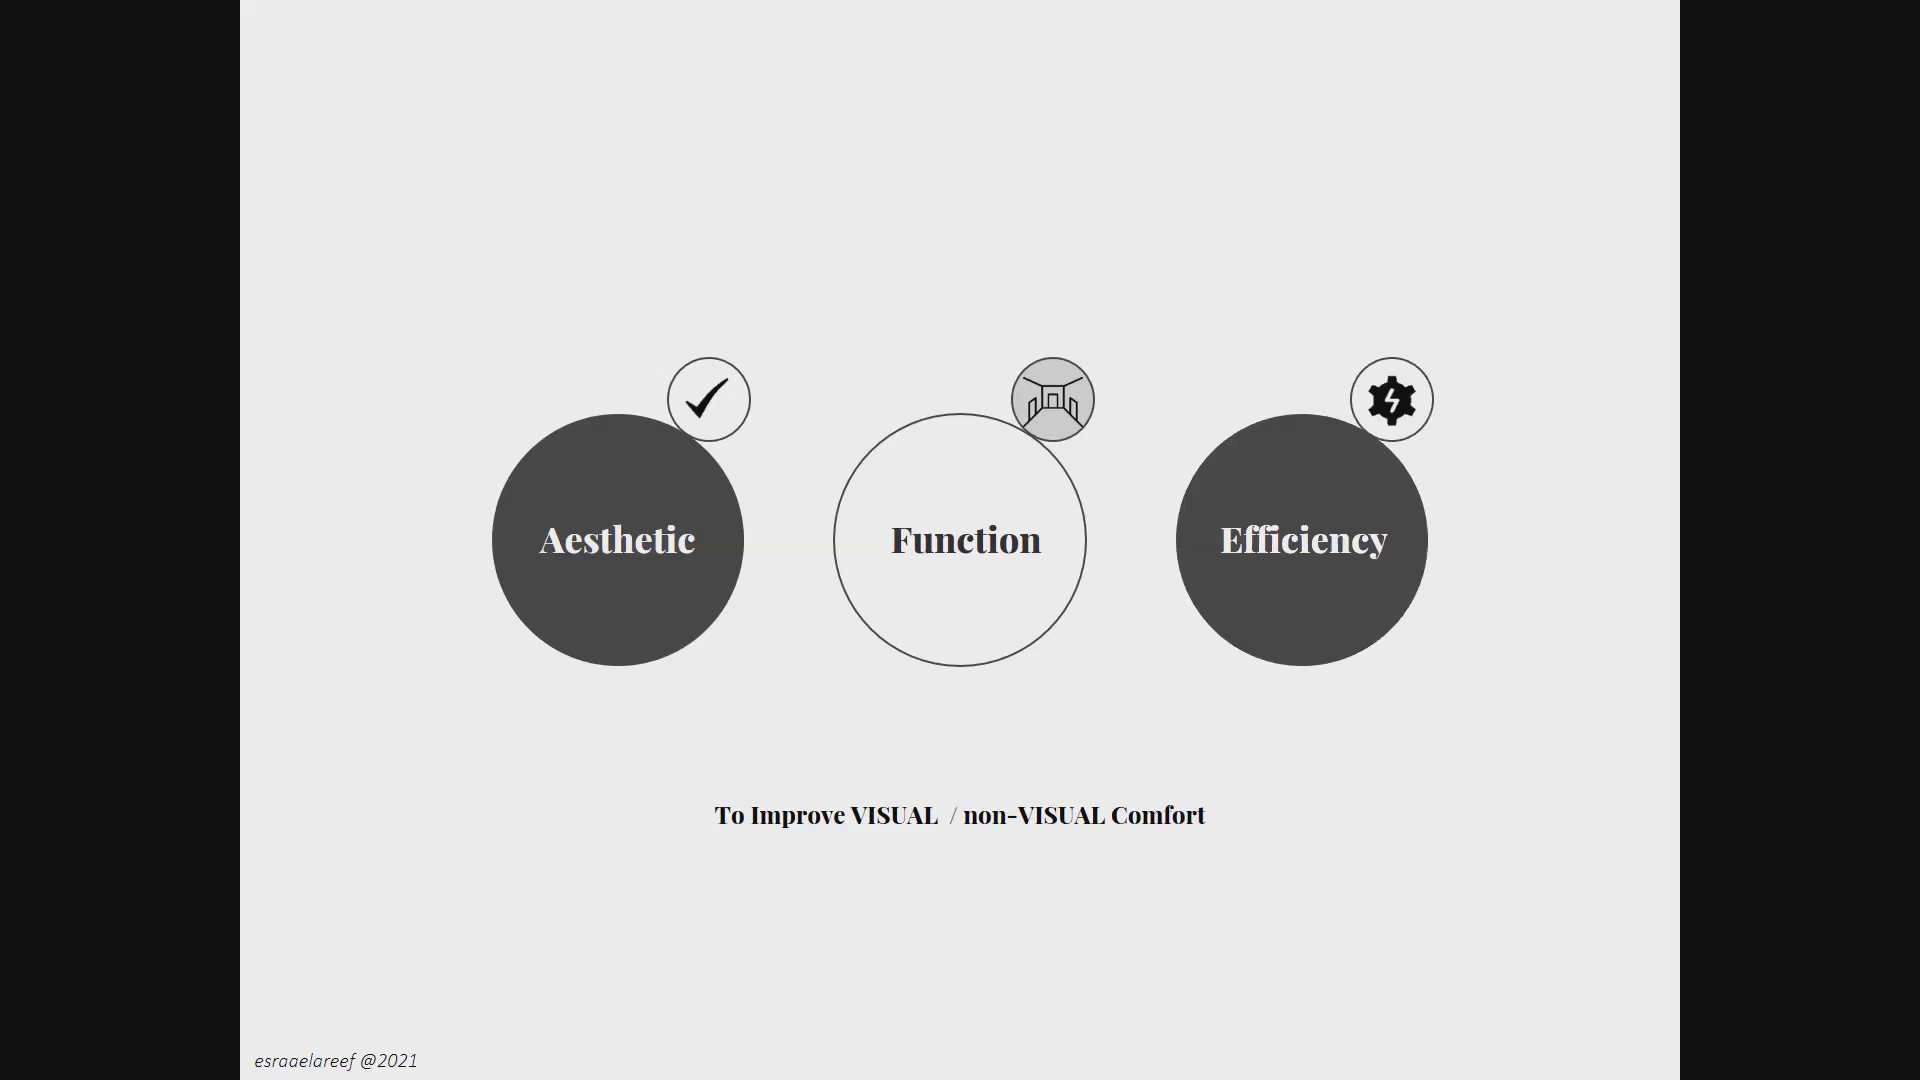 Aesthetic
Function
Efficiency
To Improve VISUAL / non-VISUAL Comfort
esraaelareef @2021